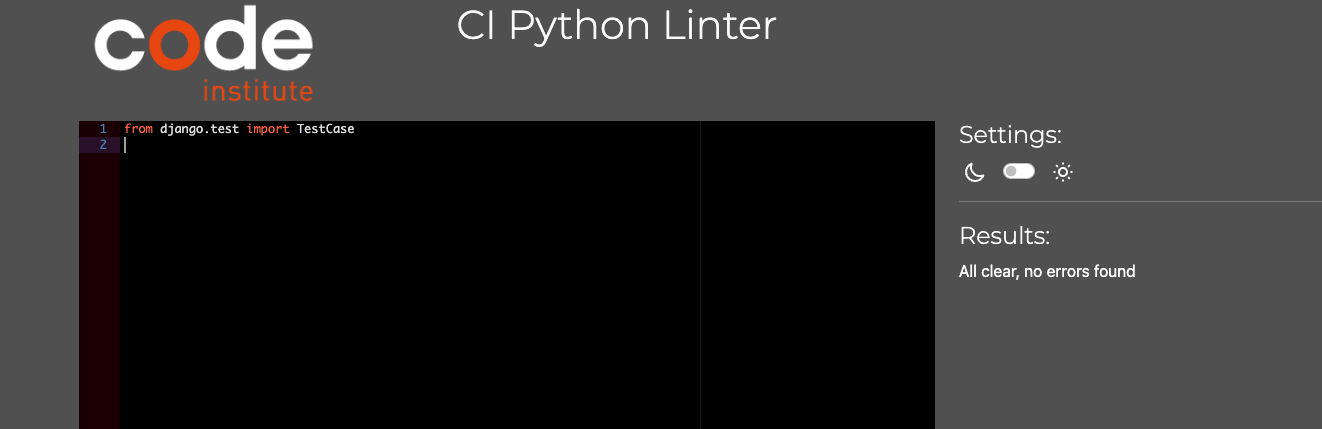 code
institute
CI Python Linter
1 from django.test import TestCase
2
Settings:
Results:
All clear, no errors found